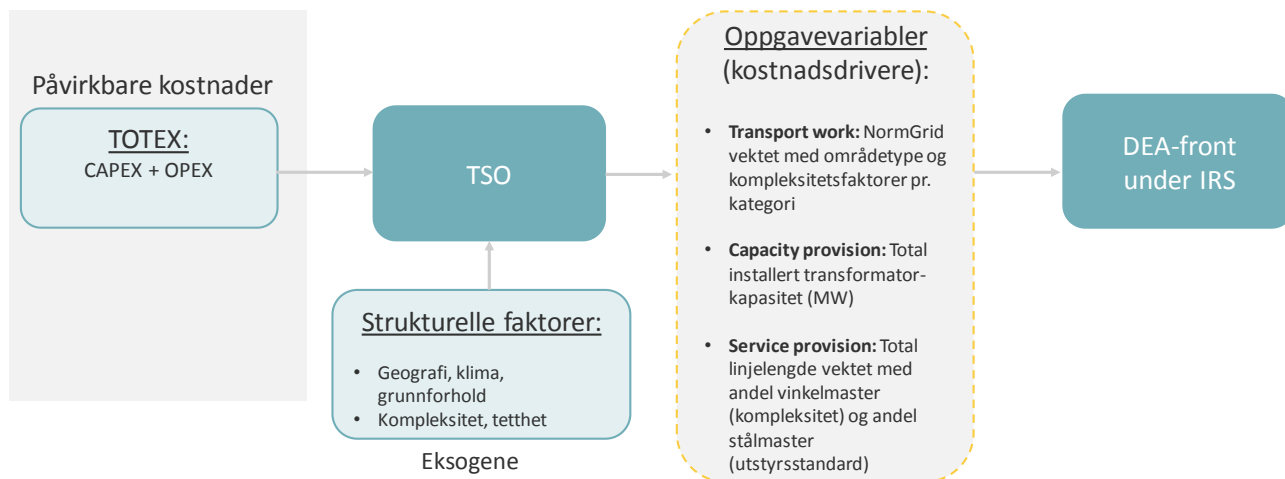 Påvirkbare kostnader
TOTEX:
CAPEX + OPEX
TSO
Strukturelle faktorer:
• Geografi, klima,
grunnforhold
• Kompleksitet, tetthet
Eksogene
Oppgavevariabler
(kostnadsdrivere):
• Transport work: NormGrid
vektet med områdetype og
kompleksitetsfaktorer pr.
kategori
• Capacity provision: Total
installert transformator-
kapasitet (MW)
• Service provision: Total
linjelengde vektet med
andel vinkelmaster
(kompleksitet) og andel
stålmaster
(utstyrsstandard)
DEA-front
under IRS